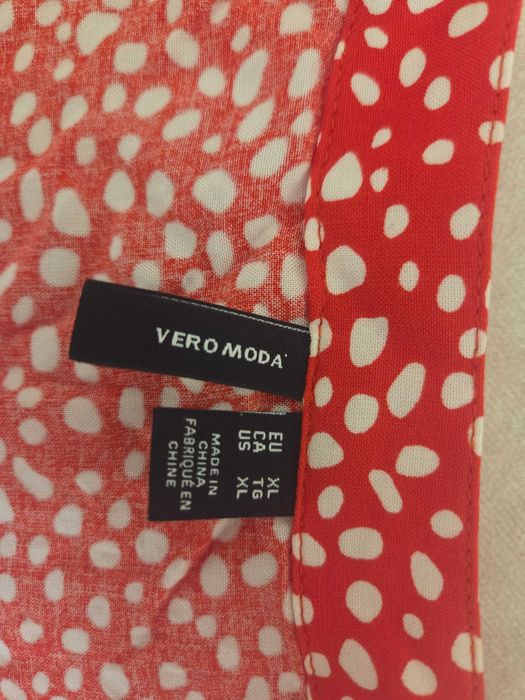 VERO MODA
EU XL
CA TG
US XL
MADE IN
CHINA
FABRIQUÉ EN
CHINE